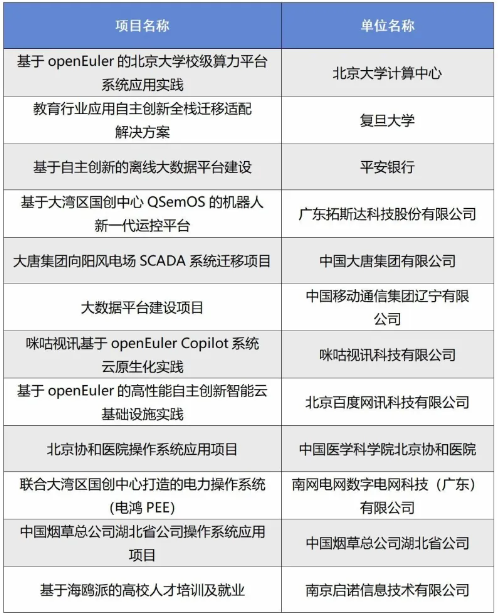 项目名称 单位名称
基于 openEuler 的北京大学校级算力平台
系统应用实践
北京大学计算中心
教育行业应用自主创新全栈迁移适配
解决方案
复旦大学
基于自主创新的离线大数据平台建设
平安银行
基于大湾区国创中心 QSemOS 的机器人
新一代运控平台
广东拓斯达科技股份有限公司
大唐集团向阳风电场 SCADA 系统迁移项目
中国大唐集团有限公司
大数据平台建设项目
中国移动通信集团辽宁有限
公司
咪咕视讯基于 openEuler Copilot 系统
云原生化实践
咪咕视讯科技有限公司
基于 openEuler 的高性能自主创新智能云
基础设施实践
北京百度网讯科技有限公司
北京协和医院操作系统应用项目
中国医学科学院北京协和医院
联合大湾区国创中心打造的电力操作系统
(电鸿 PEE)
南网电网数字电网科技（广东）
有限公司
中国烟草总公司湖北省公司操作系统应用
项目
中国烟草总公司湖北省公司
基于海鸥派的高校人才培训及就业
南京启诺信息技术有限公司